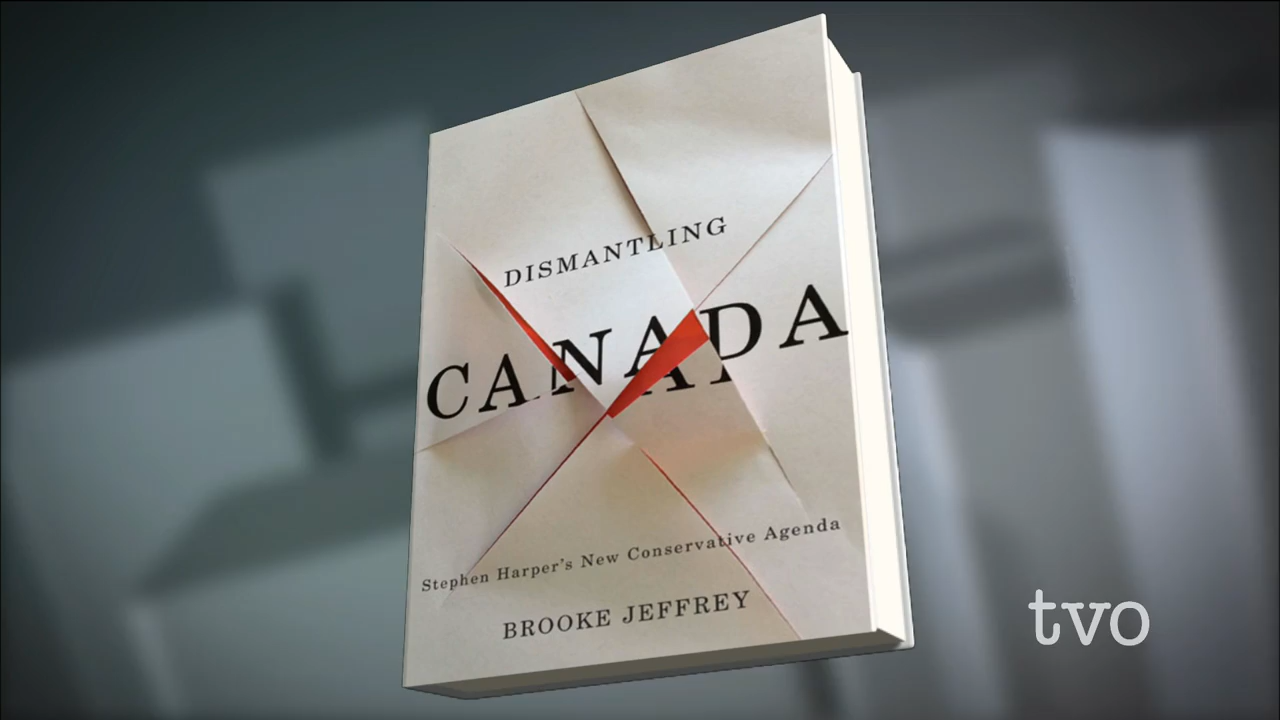 DISMANTLING
CANADA
Stephen Harper's New Conservative Agenda
BROOKE JEFFREY
tvo